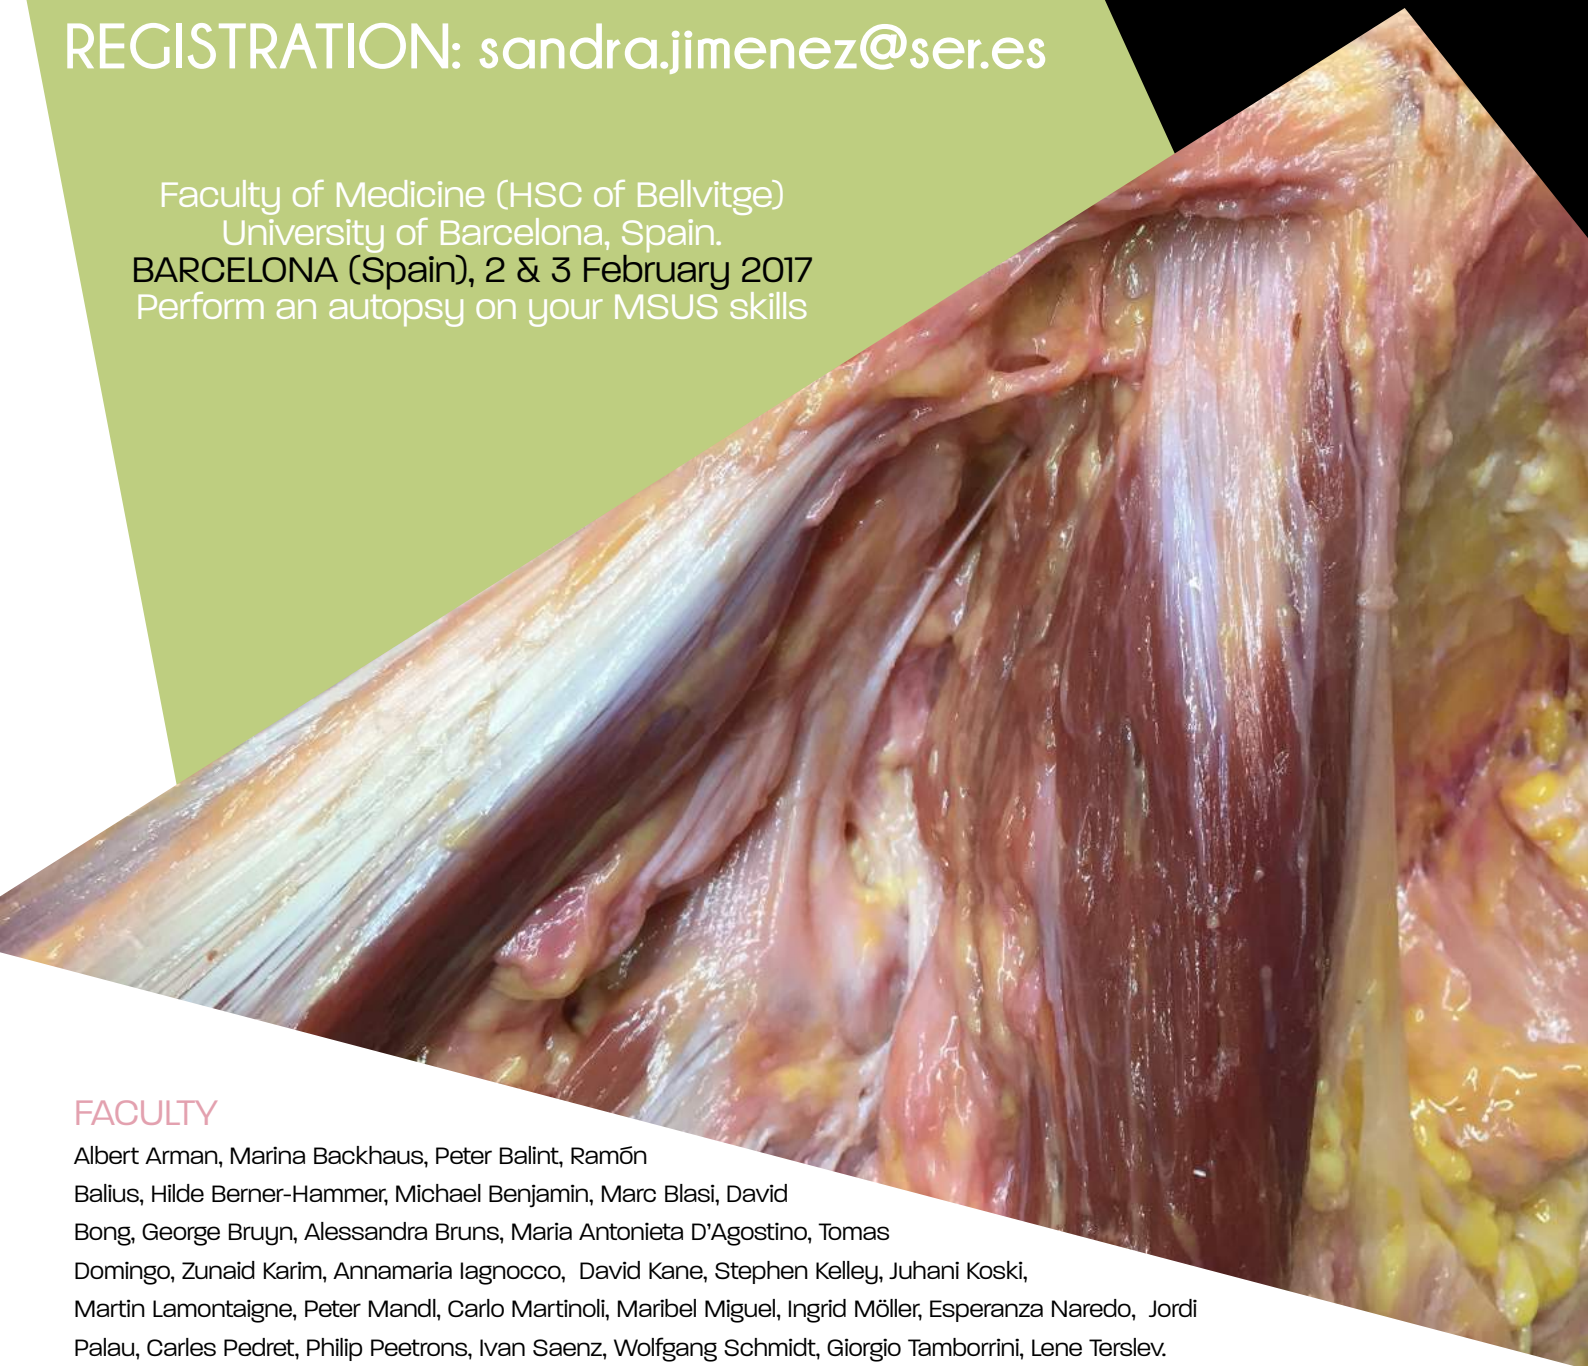 REGISTRATION: sandra.jimenez@ser.es
Faculty of Medicine (HSC of Bellvitge)
University of Barcelona, Spain.
BARCELONA (Spain), 2 & 3 February 2017
Perform an autopsy on your MSUS skills
FACULTY
Albert Arman, Marina Backhaus, Peter Balint, Ramón
Balius, Hilde Berner-Hammer, Michael Benjamin, Marc Blasi, David
Bong, George Bruyn, Alessandra Bruns, Maria Antonieta D’Agostino, Tomas
Domingo, Zunaid Karim, Annamaria Iagnocco, David Kane, Stephen Kelley, Juhani Koski,
Martin Lamontaigne, Peter Mandl, Carlo Martinoli, Maribel Miguel, Ingrid Möller, Esperanza Naredo, Jordi
Palau, Carles Pedret, Philip Peetrons, Ivan Saenz, Wolfgang Schmidt, Giorgio Tamborrini, Lene Terslev.